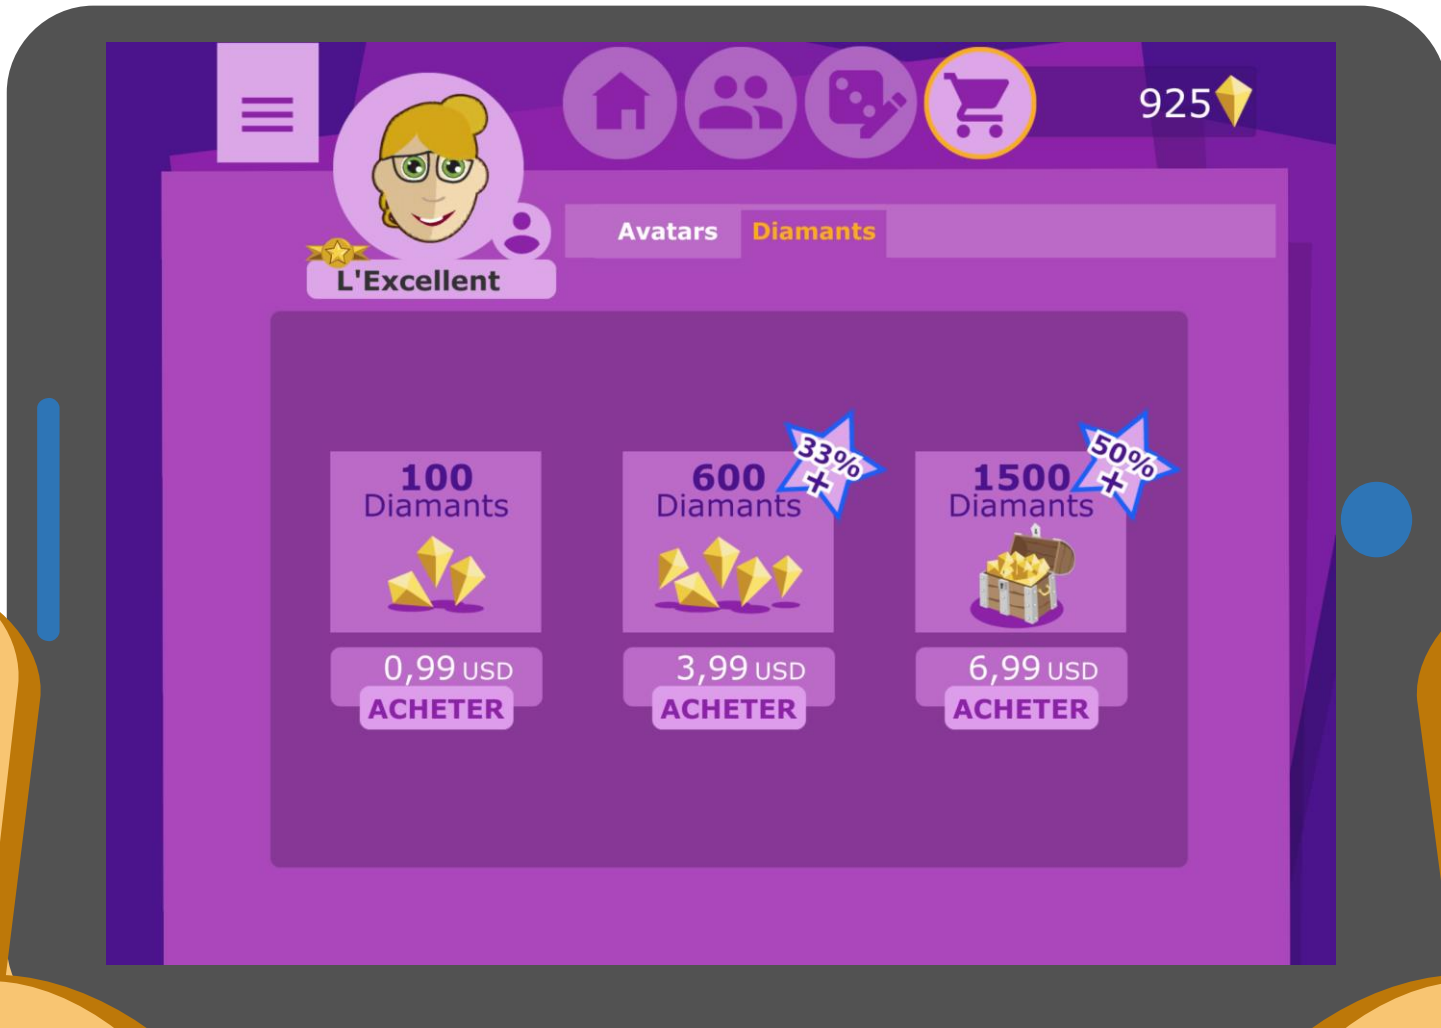 925
Avatars Diamants
L'Excellent
100
Diamants
0,99 USD
ACHETER
600
Diamants
33%
+
3,99 USD
ACHETER
1500
Diamants
50%
+
6,99 USD
ACHETER